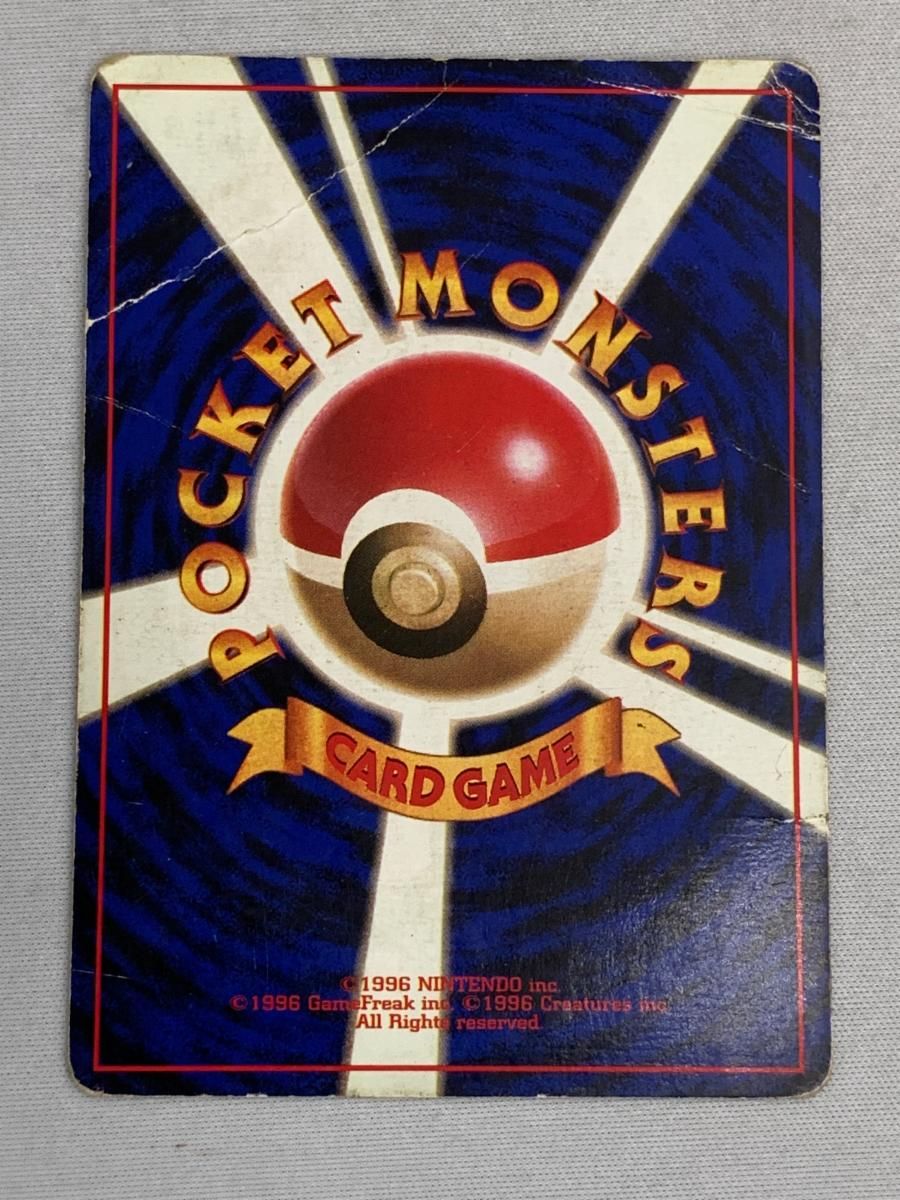 POCKET MONSTERS
CARD GAME
©1996 NINTENDO inc.
©1996 GameFreak inc. ©1996 Creatures inc.
All Rights reserved.